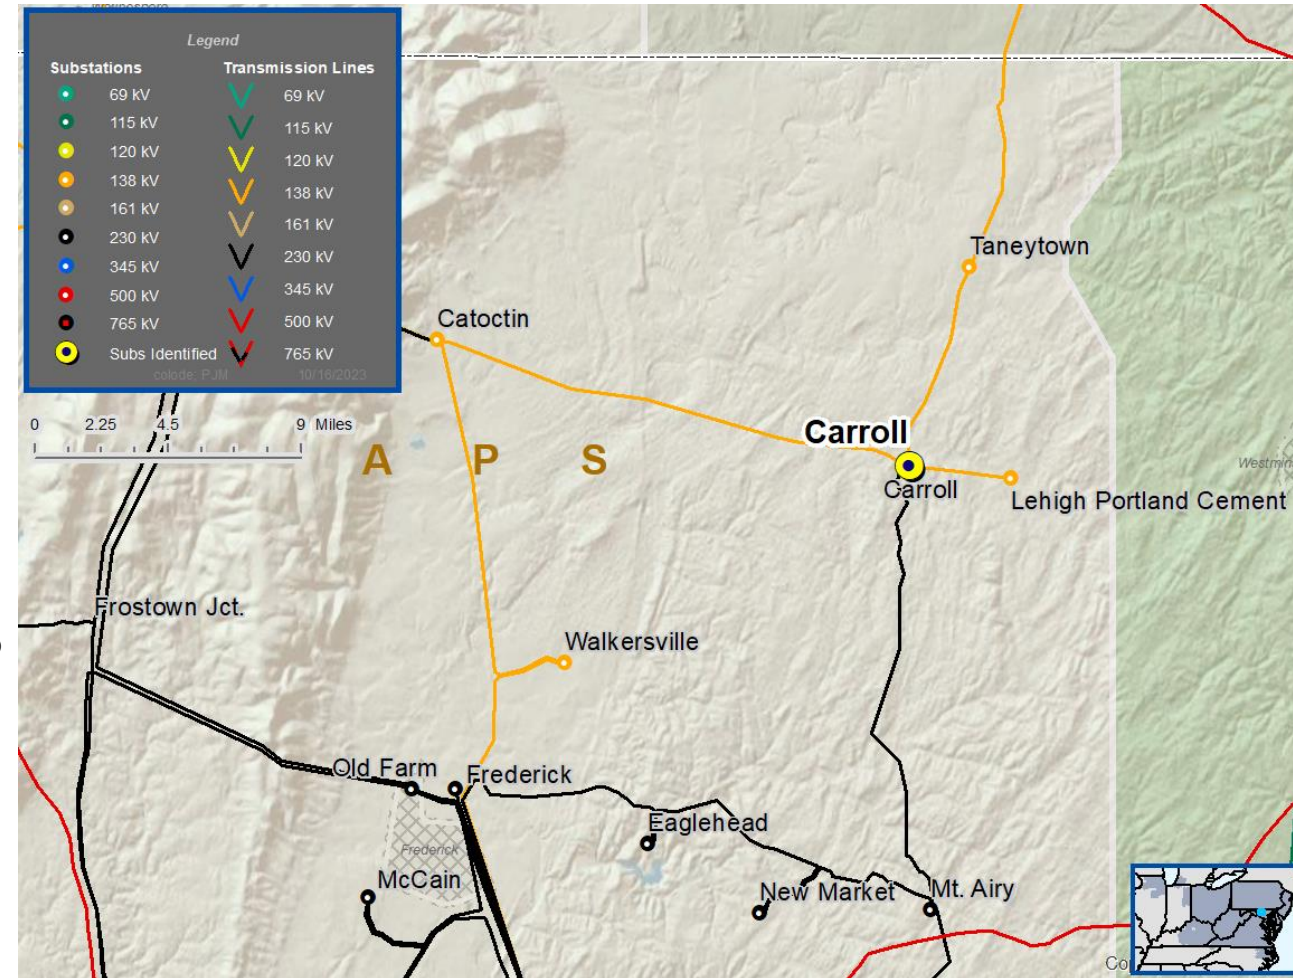 Legend
Substations Transmission Lines
69 kV 69 kV
115 kV 115 kV
120 kV 120 kV
138 kV 138 kV
161 kV 161 kV
230 kV 230 kV
345 kV 345 kV
500 kV 500 kV
765 kV 765 kV
Subs Identified
colode; PJM 10/16/2023
0 2.25 4.5 9 Miles
Taneytown
Catoctin
Carroll
A P S
Carroll
Lehigh Portland Cement
Frostown Jct.
Walkersville
Old Farm
Frederick
Eaglehead
Frederick
McCain
New Market
Mt. Airy